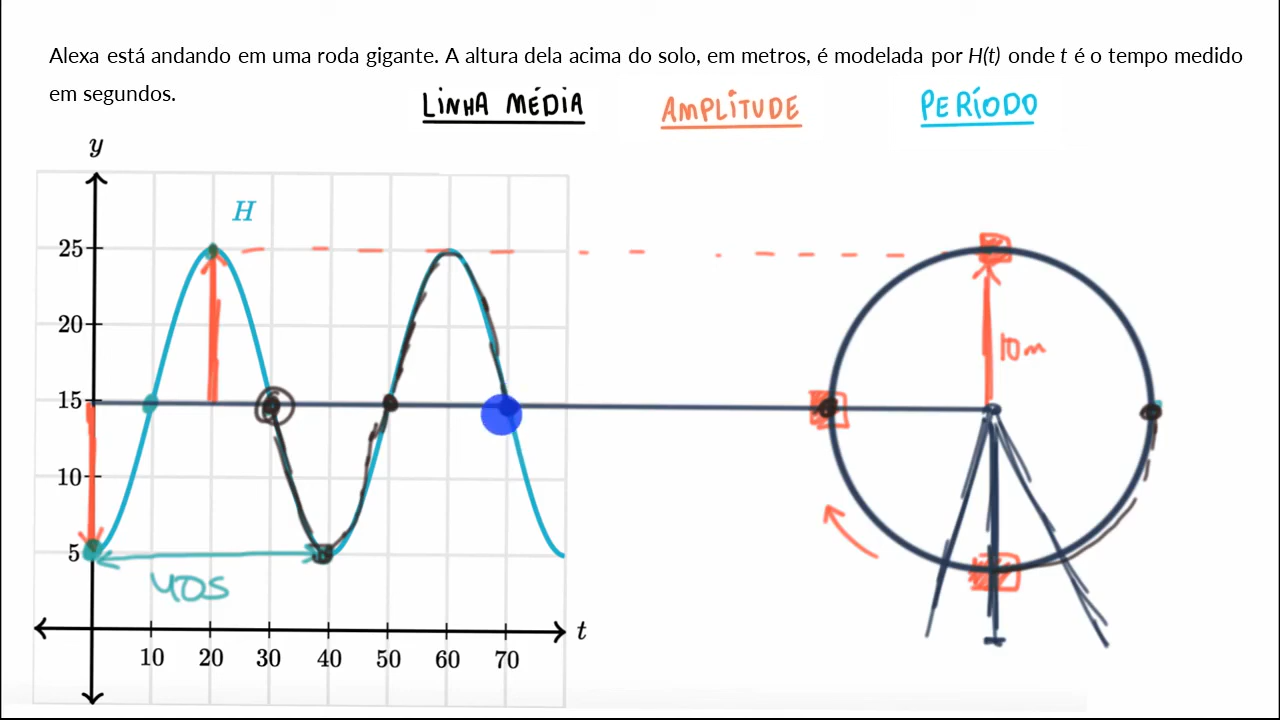 Alexa está andando em uma roda gigante. A altura dela acima do solo, em metros, é modelada por H(t) onde t é o tempo medido
em segundos.
LINHA MÉDIA AMPLITUDE PERÍODO
y
H
25
20
15
10
5
10m
40s
t
10 20 30 40 50 60 70